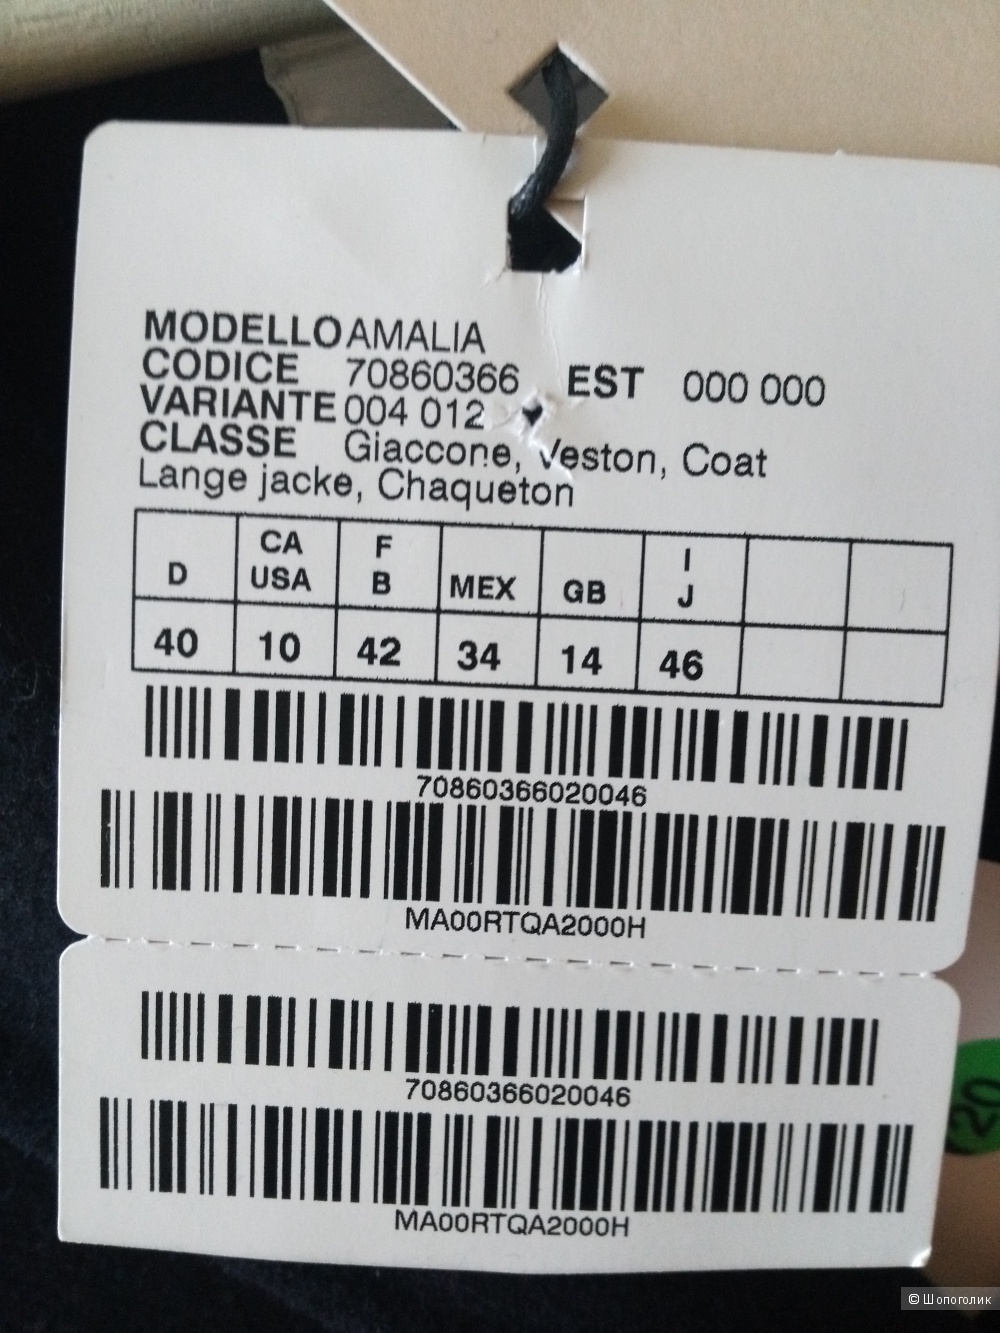 MODELLO AMALIA
CODICE 70860366 EST 000 000
VARIANTE 004 012
CLASSE Giaccone, Veston, Coat
Lange jacke, Chaqueton
D CA USA F B MEX GB I J
40 10 42 34 14 46
70860366020046
MA00RTQA2000H
70860366020046
MA00RTQA2000H
20
© Шопоголик